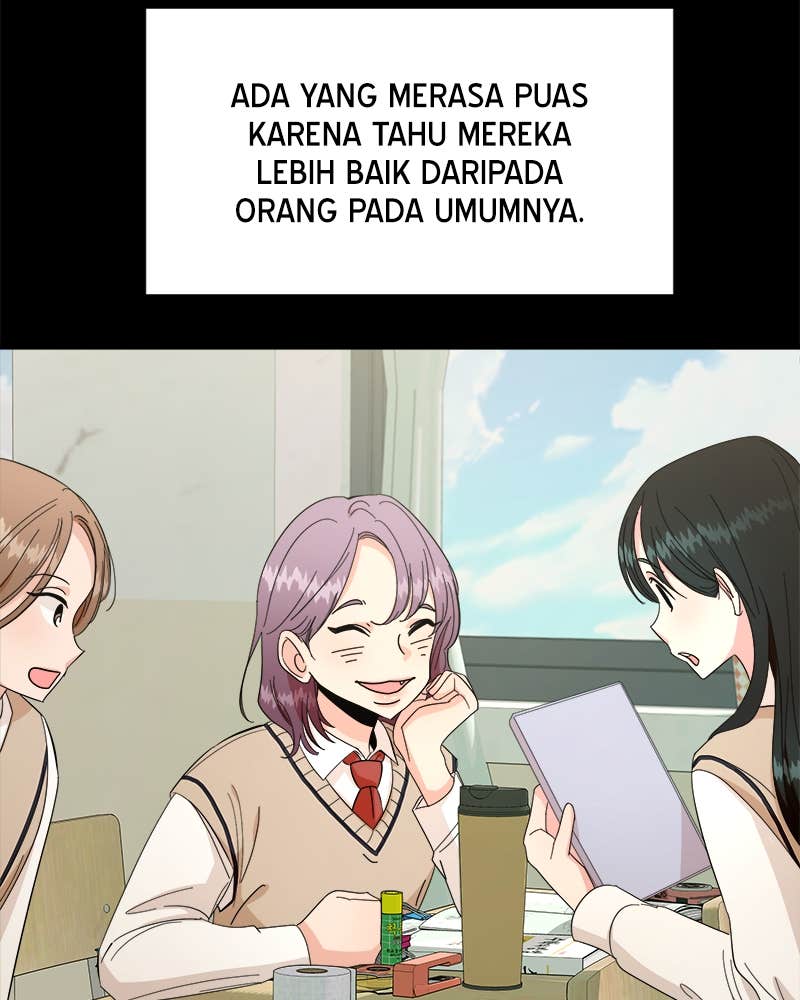 ADA YANG MERASA PUAS
KARENA TAHU MEREKA
LEBIH BAIK DARIPADA
ORANG PADA UMUMNYA.